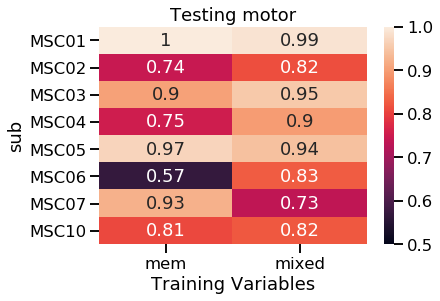 Testing motor
MSC01 1 0.99
MSC02 0.74 0.82
MSC03 0.9 0.95
MSC04 0.75 0.9
MSC05 0.97 0.94
MSC06 0.57 0.83
MSC07 0.93 0.73
MSC10 0.81 0.82
sub
mem mixed
Training Variables
1.0
0.9
0.8
0.7
0.6
0.5